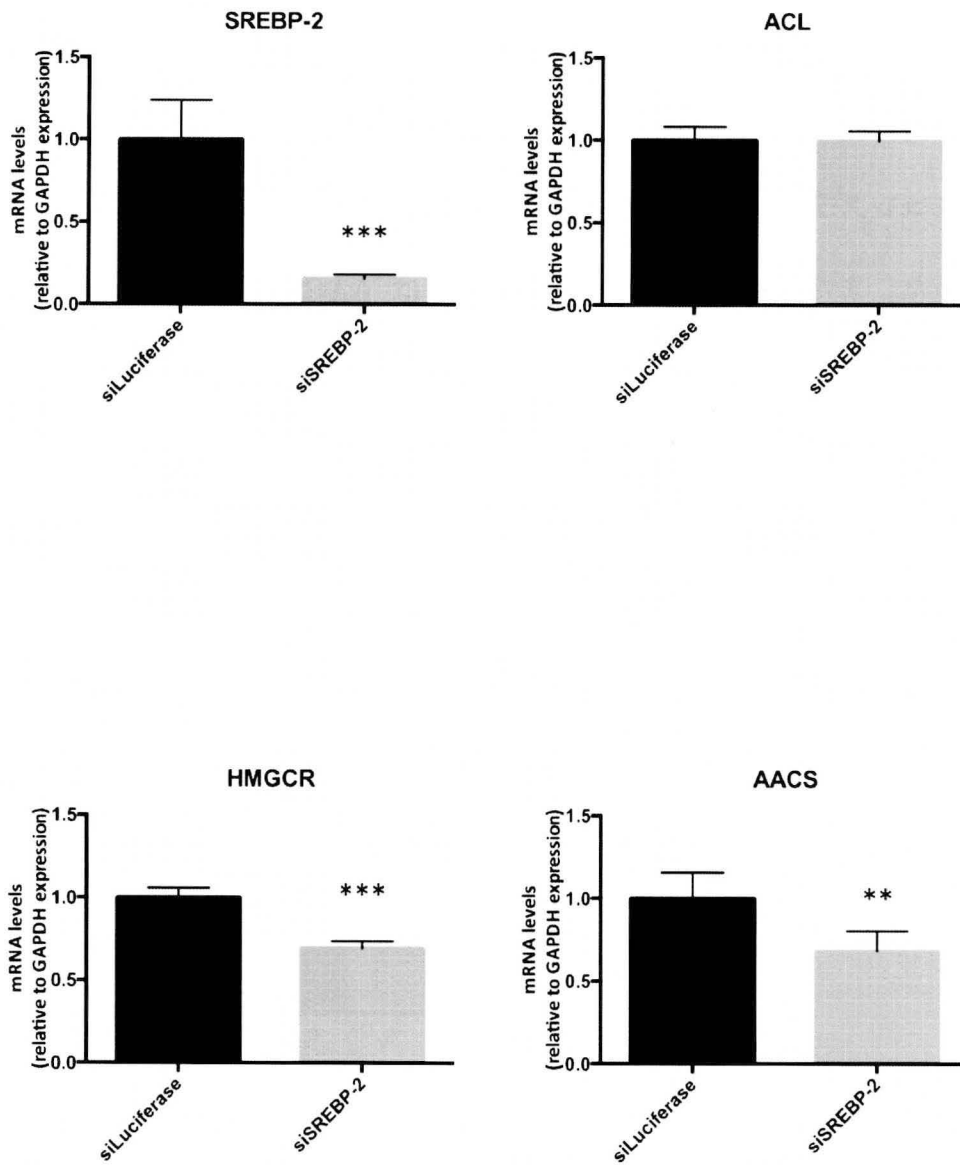 SREBP-2
mRNA levels
(relative to GAPDH expression)
1.5
1.0
0.5
0.0
***
siLuciferase
siSREBP-2
ACL
mRNA levels
(relative to GAPDH expression)
1.5
1.0
0.5
0.0
siLuciferase
siSREBP-2
HMGCR
mRNA levels
(relative to GAPDH expression)
1.5
1.0
0.5
0.0
***
siLuciferase
siSREBP-2
AACS
mRNA levels
(relative to GAPDH expression)
1.5
1.0
0.5
0.0
**
siLuciferase
siSREBP-2